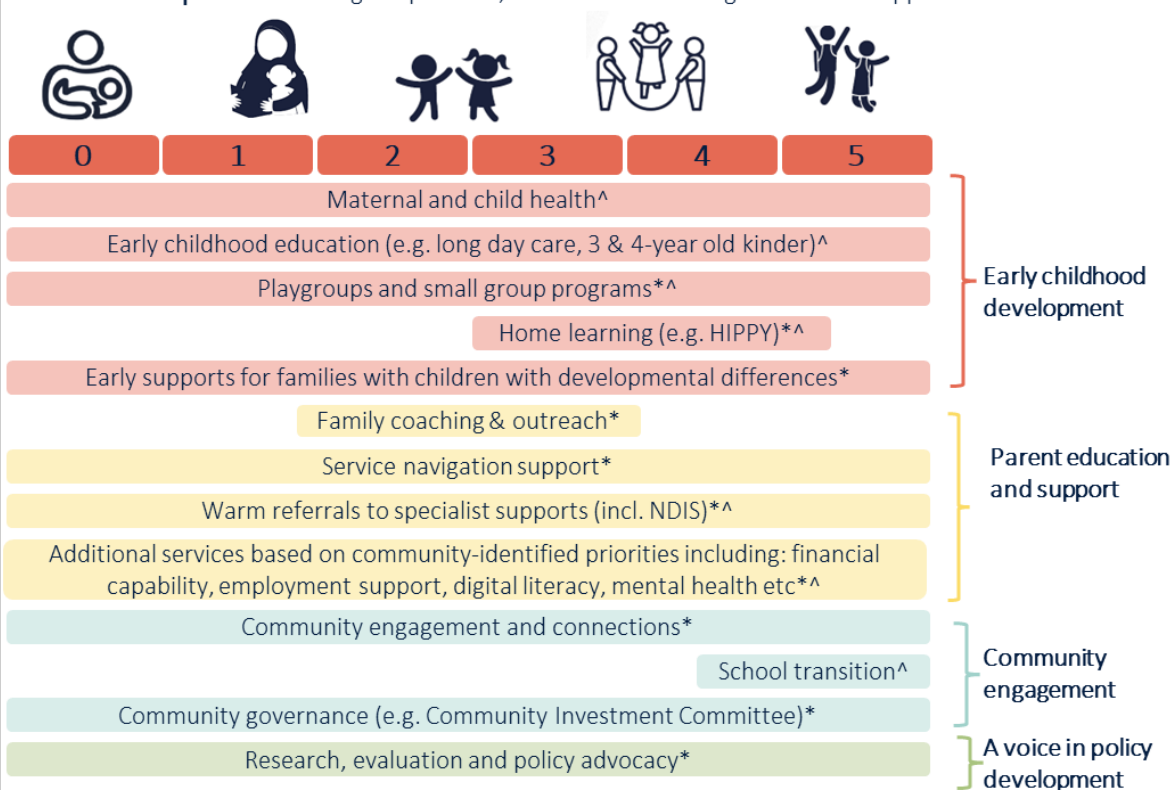 0 1 2 3 4 5
Maternal and child health^
Early childhood education (e.g. long day care, 3 & 4-year old kinder)^
Playgroups and small group programs*^
Home learning (e.g. HIPPY)*^
Early supports for families with children with developmental differences*
Early childhood
development
Family coaching & outreach*
Service navigation support*
Warm referrals to specialist supports (incl. NDIS)*^
Additional services based on community-identified priorities including: financial
capability, employment support, digital literacy, mental health etc*^
Parent education
and support
Community engagement and connections*
School transition^
Community governance (e.g. Community Investment Committee)*
Community
engagement
Research, evaluation and policy advocacy*
A voice in policy
development